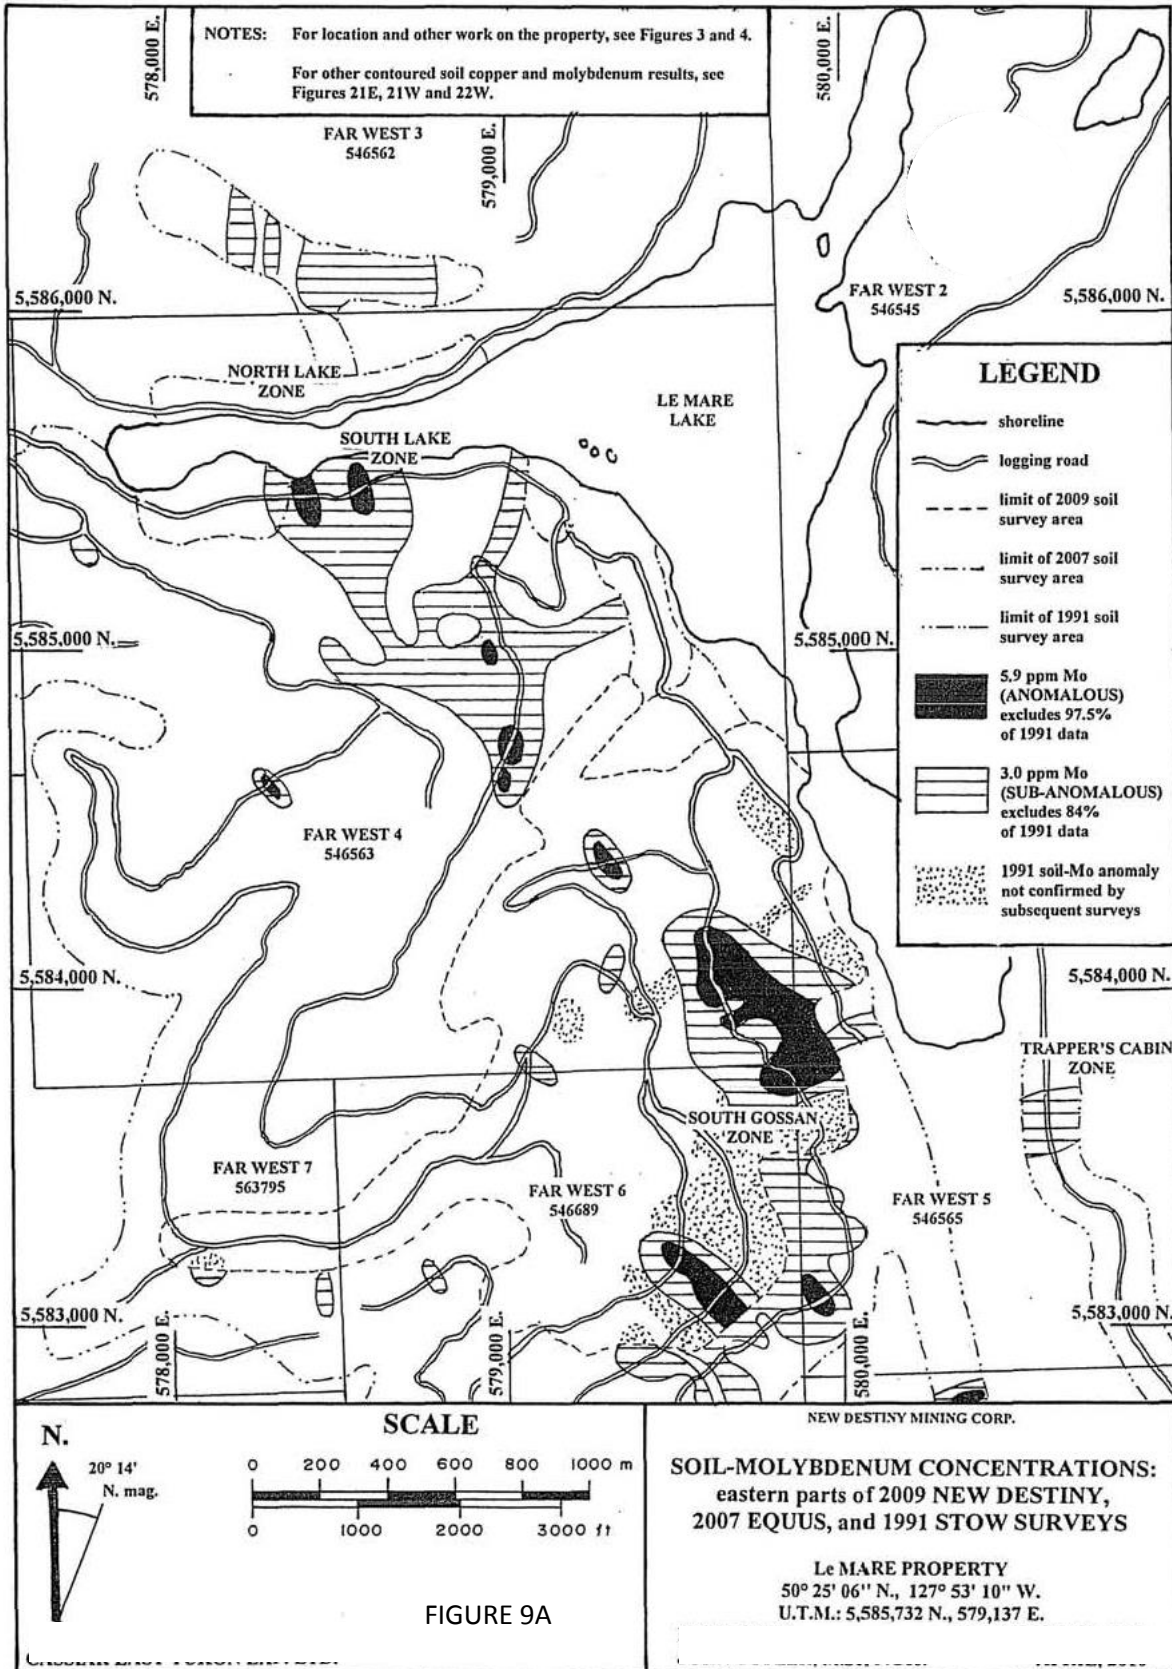 578,000 E.
NOTES: For location and other work on the property, see Figures 3 and 4.
For other contoured soil copper and molybdenum results, see
Figures 21E, 21W and 22W.
580,000 E.
FAR WEST 3
546562
579,000 E.
5,586,000 N.
FAR WEST 2
546545
5,586,000 N.
NORTH LAKE
ZONE
LE MARE
LAKE
SOUTH LAKE
ZONE
LEGEND
shoreline
logging road
limit of 2009 soil
survey area
limit of 2007 soil
survey area
limit of 1991 soil
survey area
5.9 ppm Mo
(ANOMALOUS)
excludes 97.5%
of 1991 data
3.0 ppm Mo
(SUB-ANOMALOUS)
excludes 84%
of 1991 data
1991 soil-Mo anomaly
not confirmed by
subsequent surveys
5,585,000 N.
5,585,000 N.
FAR WEST 4
546563
5,584,000 N.
5,584,000 N.
TRAPPER'S CABIN
ZONE
SOUTH GOSSAN
ZONE
FAR WEST 7
563795
FAR WEST 6
546689
FAR WEST 5
546565
5,583,000 N.
5,583,000 N.
578,000 E.
579,000 E.
580,000 E.
N.
20° 14'
N. mag.
SCALE
0 200 400 600 800 1000 m
0 1000 2000 3000 ft
FIGURE 9A
NEW DESTINY MINING CORP.
SOIL-MOLYBDENUM CONCENTRATIONS:
eastern parts of 2009 NEW DESTINY,
2007 EQUUS, and 1991 STOW SURVEYS
Le MARE PROPERTY
50° 25' 06" N., 127° 53' 10" W.
U.T.M.: 5,585,732 N., 579,137 E.